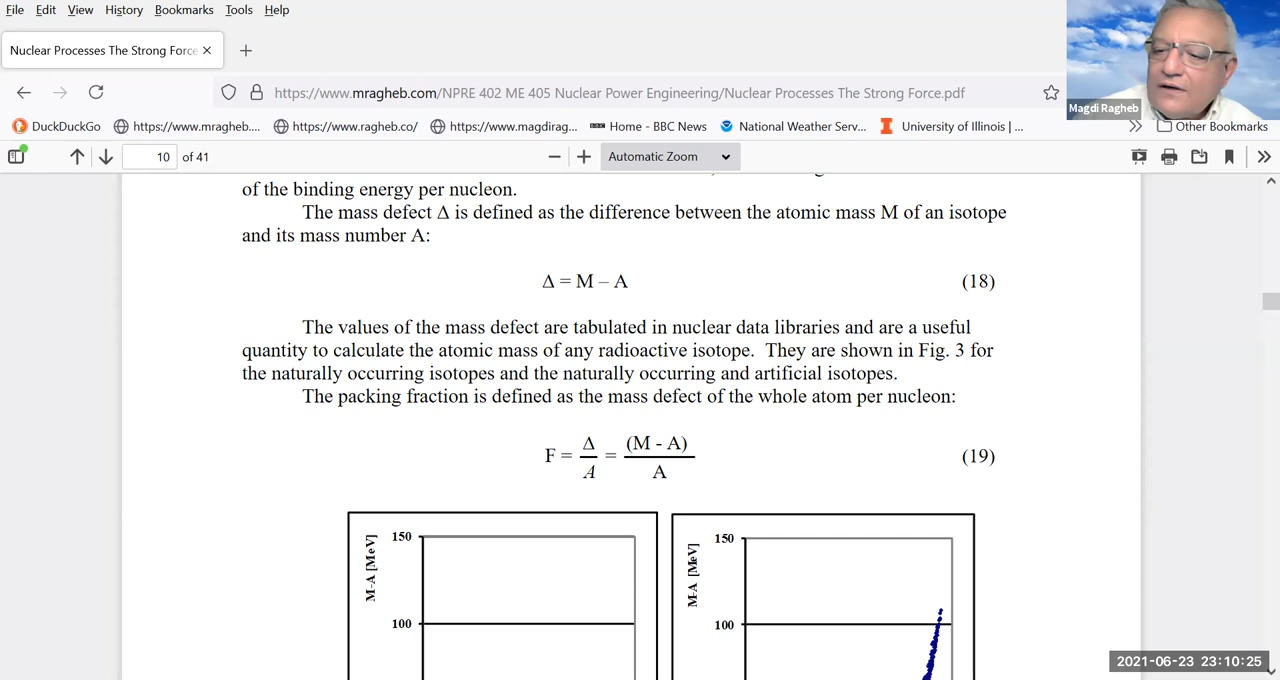 File Edit View History Bookmarks Tools Help
Nuclear Processes The Strong Force
https://www.mragheb.com/NPRE 402 ME 405 Nuclear Power Engineering/Nuclear Processes The Strong Force.pdf
Magdi Ragheb
DuckDuckGo https://www.mragheb.... https://www.ragheb.co/ https://www.magdirag... Home - BBC News National Weather Serv... University of Illinois |... Other Bookmarks
10 of 41 Automatic Zoom
of the binding energy per nucleon.
The mass defect Δ is defined as the difference between the atomic mass M of an isotope
and its mass number A:
Δ = M – A (18)
The values of the mass defect are tabulated in nuclear data libraries and are a useful
quantity to calculate the atomic mass of any radioactive isotope. They are shown in Fig. 3 for
the naturally occurring isotopes and the naturally occurring and artificial isotopes.
The packing fraction is defined as the mass defect of the whole atom per nucleon:
F = Δ/A = (M - A)/A (19)
M-A [MeV]
150
100
M-A [MeV]
150
100
2021-06-23 23:10:25